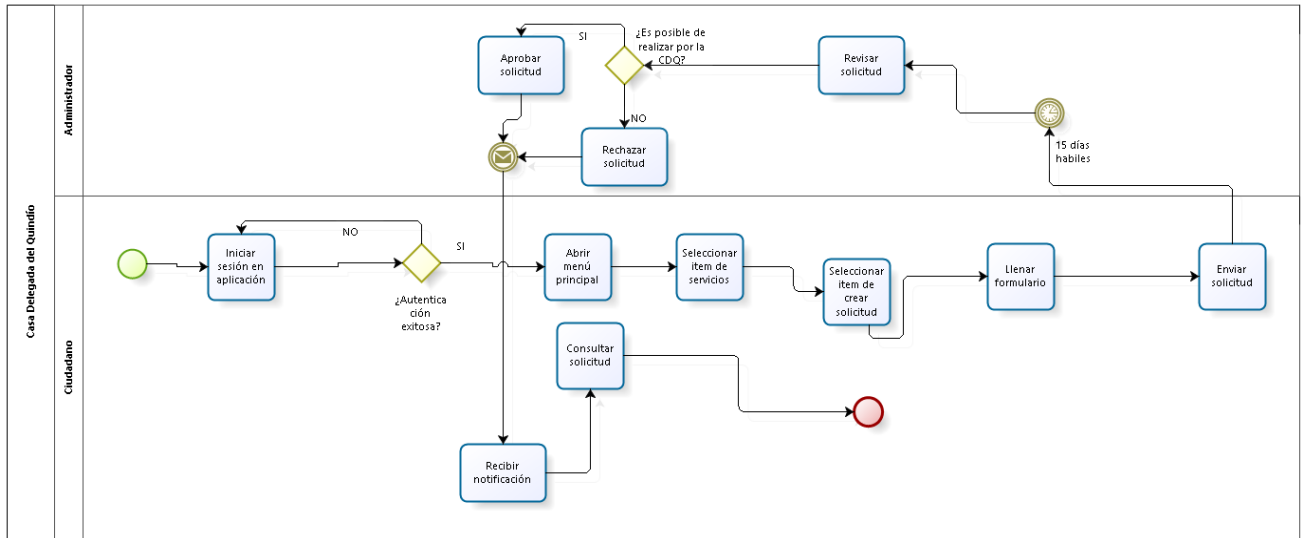 Casa Delegada del Quindío
Administrador
Aprobar
solicitud
SI
¿Es posible de
realizar por la
CDQ?
Revisar
solicitud
NO
Rechazar
solicitud
15 días
habiles
Ciudadano
Iniciar
sesión en
aplicación
NO
¿Autentica
ción
exitosa?
SI
Abrir
menú
principal
Seleccionar
item de
servicios
Seleccionar
item de
crear
solicitud
Llenar
formulario
Enviar
solicitud
Consultar
solicitud
Recibir
notificación